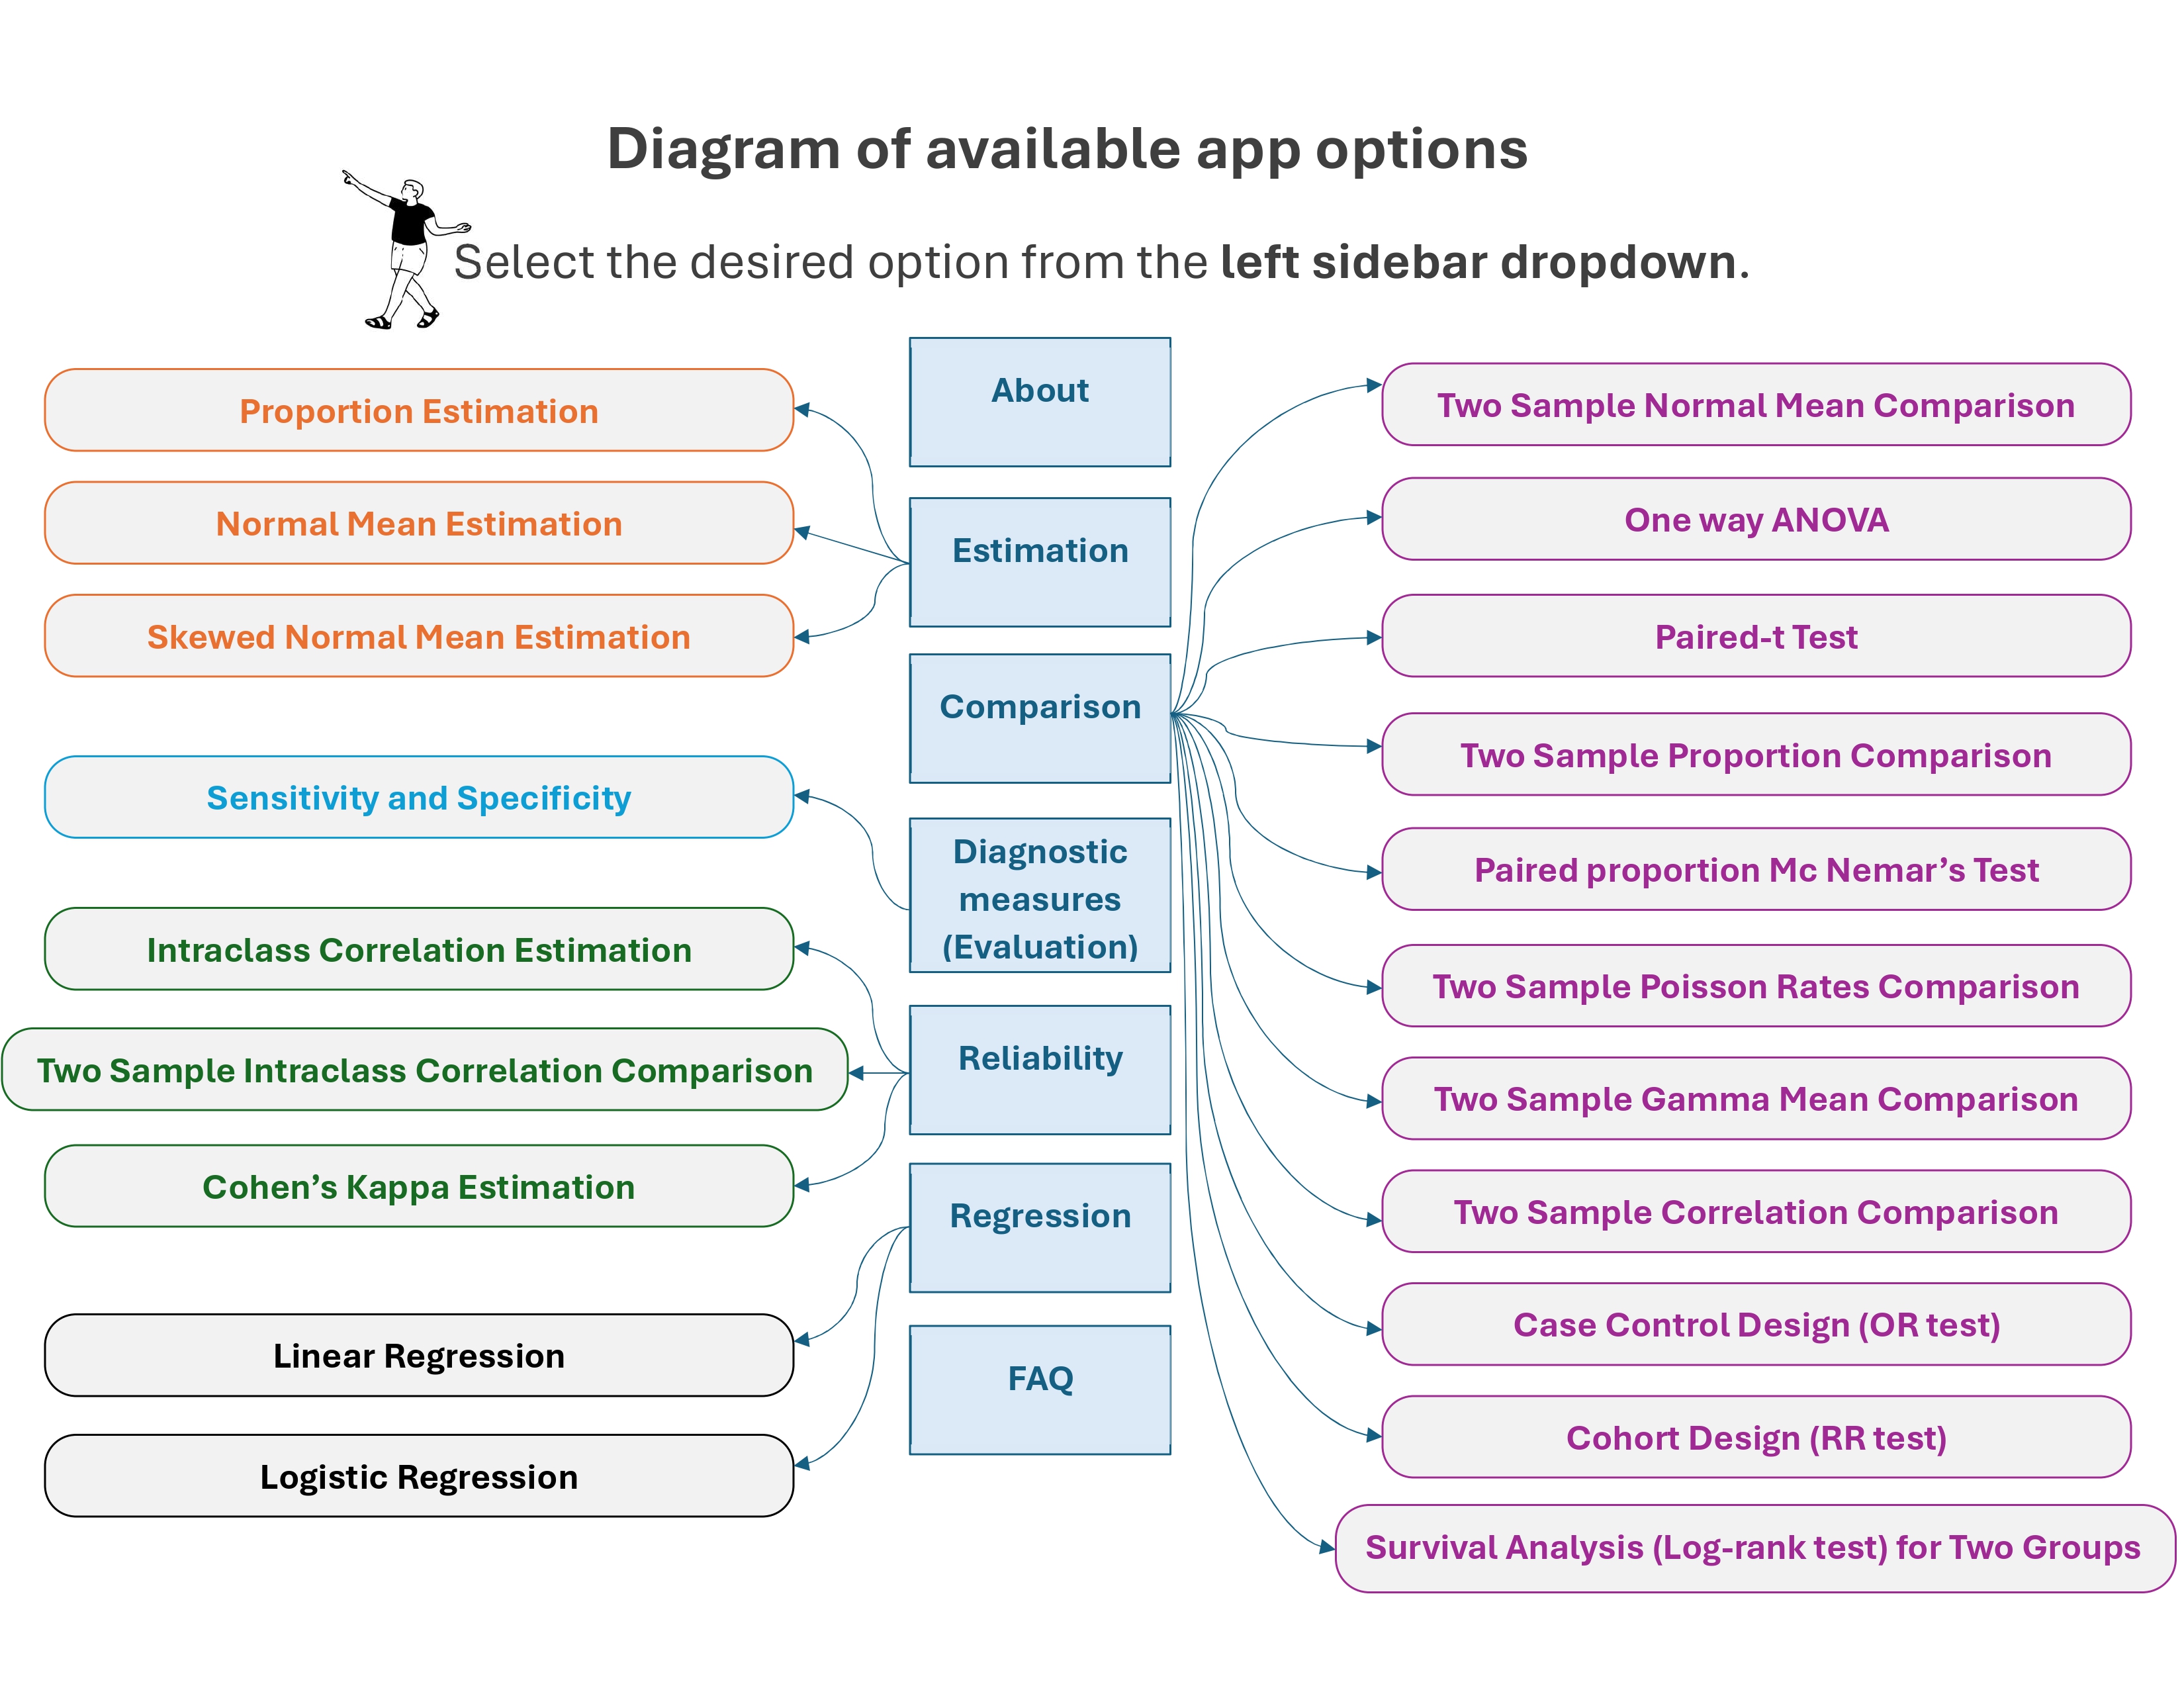 Diagram of available app options
Select the desired option from the left sidebar dropdown.
About
Estimation
Comparison
Diagnostic
measures
(Evaluation)
Reliability
Regression
FAQ
Proportion Estimation
Normal Mean Estimation
Skewed Normal Mean Estimation
Sensitivity and Specificity
Intraclass Correlation Estimation
Two Sample Intraclass Correlation Comparison
Cohen’s Kappa Estimation
Linear Regression
Logistic Regression
Two Sample Normal Mean Comparison
One way ANOVA
Paired-t Test
Two Sample Proportion Comparison
Paired proportion Mc Nemar’s Test
Two Sample Poisson Rates Comparison
Two Sample Gamma Mean Comparison
Two Sample Correlation Comparison
Case Control Design (OR test)
Cohort Design (RR test)
Survival Analysis (Log-rank test) for Two Groups